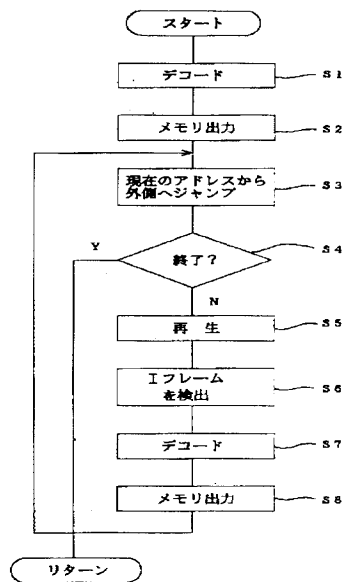 スタート
デコード
S1
メモリ出力
S2
現在のアドレスから
外側へジャンプ
S3
終了?
S4
Y
N
再 生
S5
Iフレーム
を検出
S6
デコード
S7
メモリ出力
S8
リターン